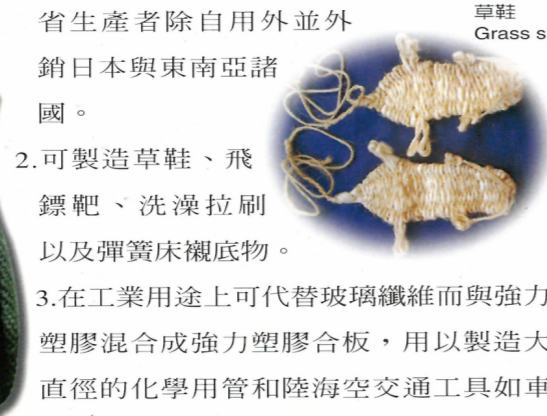 省生產者除自用外並外
銷日本與東南亞諸
國。
草鞋
Grass s
2.可製造草鞋、飛
鏢靶、洗澡拉刷
以及彈簧床襯底物。
3.在工業用途上可代替玻璃纖維而與強力
塑膠混合成強力塑膠合板，用以製造大
直徑的化學用管和陸海空交通工具如車